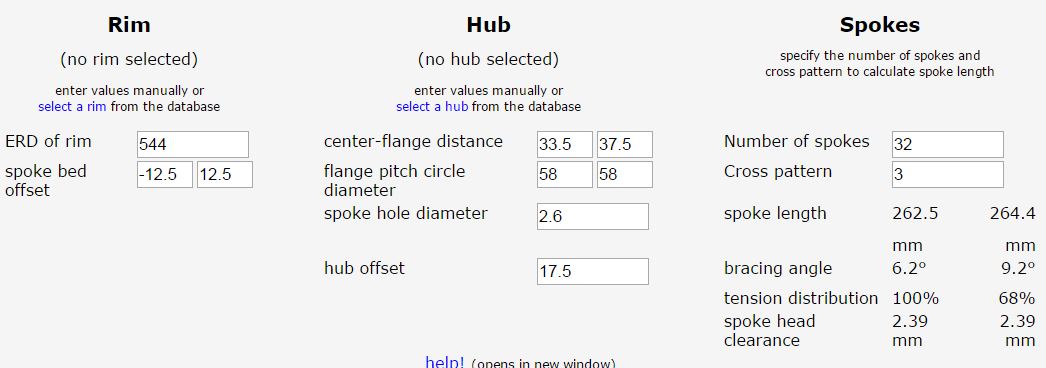 Rim
(no rim selected)
enter values manually or
select a rim from the database
ERD of rim 544
spoke bed offset -12.5 12.5
Hub
(no hub selected)
enter values manually or
select a hub from the database
center-flange distance 33.5 37.5
flange pitch circle diameter 58 58
spoke hole diameter 2.6
hub offset 17.5
Spokes
specify the number of spokes and
cross pattern to calculate spoke length
Number of spokes 32
Cross pattern 3
spoke length 262.5 mm 264.4 mm
bracing angle 6.2° 9.2°
tension distribution 100% 68%
spoke head clearance 2.39 mm 2.39 mm
help! (opens in new window)